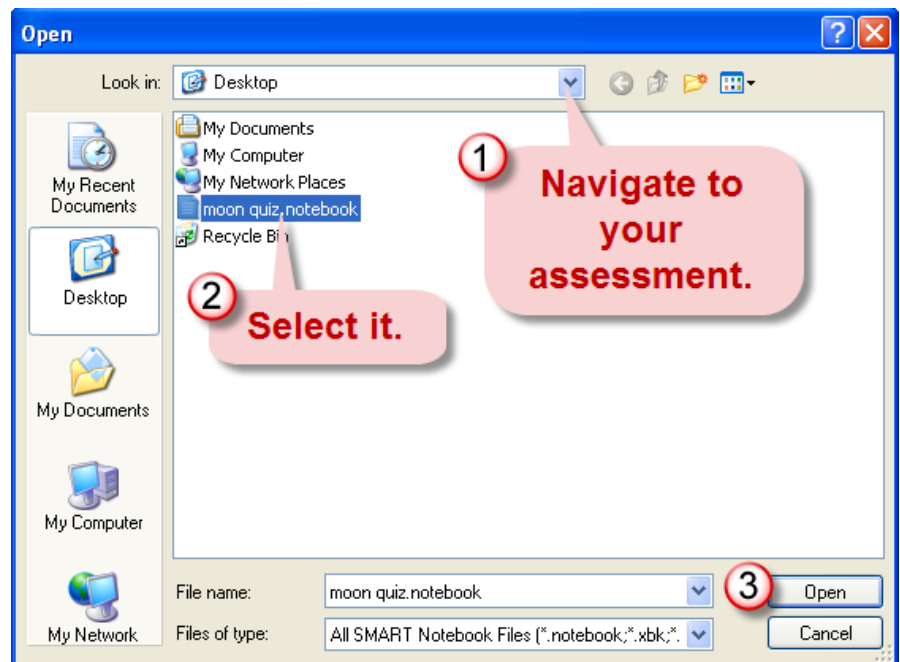 Open
Look in:
Desktop
My Recent
Documents
Desktop
My Documents
My Computer
My Network
My Documents
My Computer
My Network Places
moon quiz.notebook
Recycle Bin
1
Navigate to
your
assessment.
2
Select it.
File name:
moon quiz.notebook
3
Open
Files of type:
All SMART Notebook Files (*.notebook;*.xbk;*.
Cancel